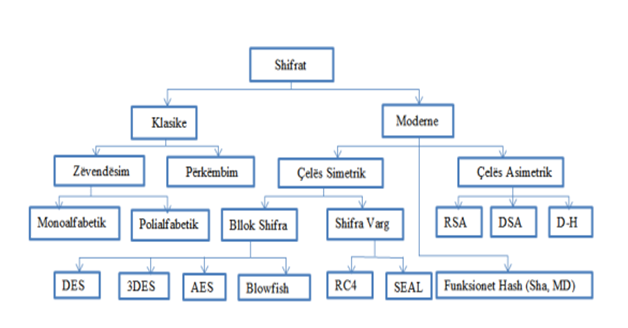 Shifrat
Klasike
Moderne
Zëvendësim
Përkëmbim
Çelës Simetrik
Çelës Asimetrik
Monoalfabetik
Polialfabetik
Bllok Shifra
Shifra Varg
RSA
DSA
D-H
DES
3DES
AES
Blowfish
RC4
SEAL
Funksionet Hash (Sha, MD)